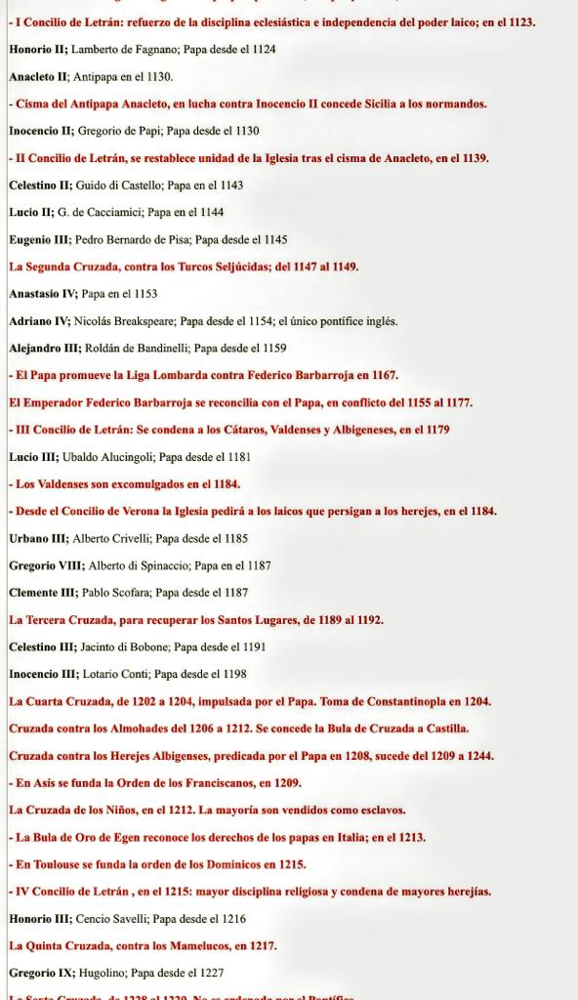 - I Concilio de Letrán: refuerzo de la disciplina eclesiástica e independencia del poder laico; en el 1123.
Honorio II; Lamberto de Fagnano; Papa desde el 1124
Anacleto II; Antipapa en el 1130.
- Cisma del Antipapa Anacleto, en lucha contra Inocencio II concede Sicilia a los normandos.
Inocencio II; Gregorio de Papi; Papa desde el 1130
- II Concilio de Letrán, se restablece unidad de la Iglesia tras el cisma de Anacleto, en el 1139.
Celestino II; Guido di Castello; Papa en el 1143
Lucio II; G. de Cacciamici; Papa en el 1144
Eugenio III; Pedro Bernardo de Pisa; Papa desde el 1145
La Segunda Cruzada, contra los Turcos Seljúcidas; del 1147 al 1149.
Anastasio IV; Papa en el 1153
Adriano IV; Nicolás Breakspeare; Papa desde el 1154; el único pontífice inglés.
Alejandro III; Roldán de Bandinelli; Papa desde el 1159
- El Papa promueve la Liga Lombarda contra Federico Barbarroja en 1167.
El Emperador Federico Barbarroja se reconcilia con el Papa, en conflicto del 1155 al 1177.
- III Concilio de Letrán: Se condena a los Cátaros, Valdenses y Albigeneses, en el 1179
Lucio III; Ubaldo Alucingoli; Papa desde el 1181
- Los Valdenses son excomulgados en el 1184.
- Desde el Concilio de Verona la Iglesia pedirá a los laicos que persigan a los herejes, en el 1184.
Urbano III; Alberto Crivelli; Papa desde el 1185
Gregorio VIII; Alberto di Spinaccio; Papa en el 1187
Clemente III; Pablo Scofara; Papa desde el 1187
La Tercera Cruzada, para recuperar los Santos Lugares, de 1189 al 1192.
Celestino III; Jacinto di Bobone; Papa desde el 1191
Inocencio III; Lotario Conti; Papa desde el 1198
La Cuarta Cruzada, de 1202 a 1204, impulsada por el Papa. Toma de Constantinopla en 1204.
Cruzada contra los Almohades del 1206 a 1212. Se concede la Bula de Cruzada a Castilla.
Cruzada contra los Herejes Albigenses, predicada por el Papa en 1208, sucede del 1209 a 1244.
- En Asis se funda la Orden de los Franciscanos, en 1209.
La Cruzada de los Niños, en el 1212. La mayoría son vendidos como esclavos.
- La Bula de Oro de Egen reconoce los derechos de los papas en Italia; en el 1213.
- En Toulouse se funda la orden de los Dominicos en 1215.
- IV Concilio de Letrán , en el 1215: mayor disciplina religiosa y condena de mayores herejías.
Honorio III; Cencio Savelli; Papa desde el 1216
La Quinta Cruzada, contra los Mamelucos, en 1217.
Gregorio IX; Hugolino; Papa desde el 1227
La Sexta Cruzada, de 1228 al 1229. No es ordenada por el Pontífice